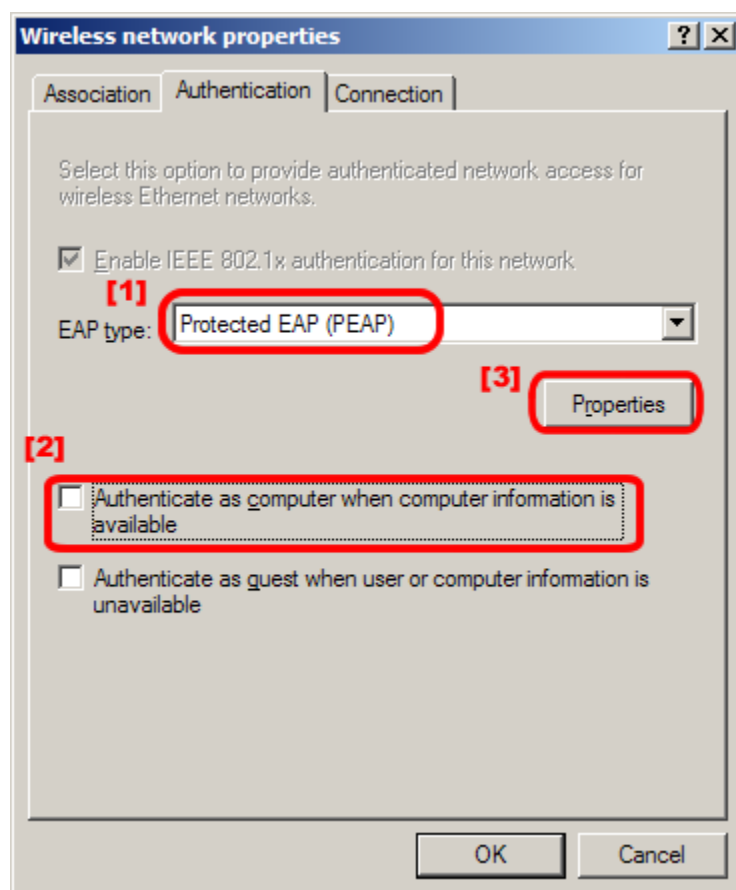 Wireless network properties
Association Authentication Connection
Select this option to provide authenticated network access for
wireless Ethernet networks.
Enable IEEE 802.1x authentication for this network
[1]
EAP type: Protected EAP (PEAP)
[3]
Properties
[2]
Authenticate as computer when computer information is
available
Authenticate as guest when user or computer information is
unavailable
OK Cancel